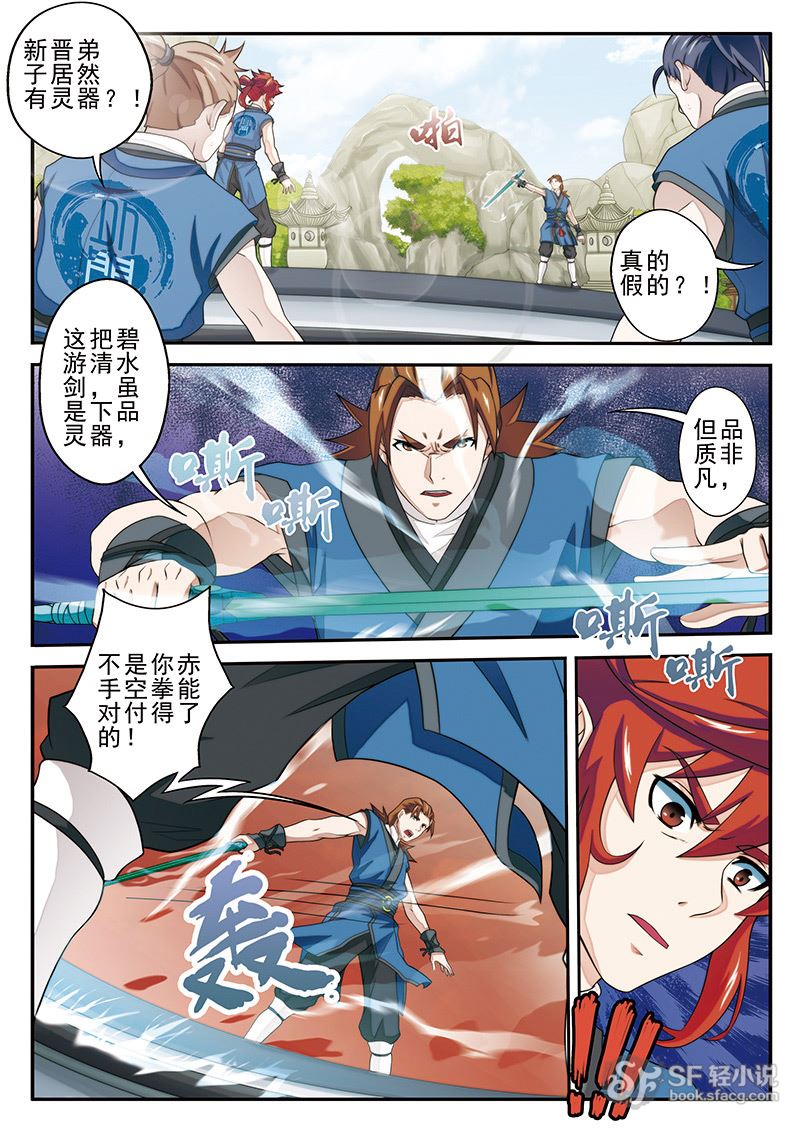 新晋弟
子居然
有灵器？！
啪
真的
假的？！
这把碧
游清水
剑，虽
是下品
灵器，
但品
质非
凡，
嘶
嘶
嘶
嘶
不是你赤
手空拳能
对付得了
的！
轰
!!!
SF 轻小说
book.sfacg.com